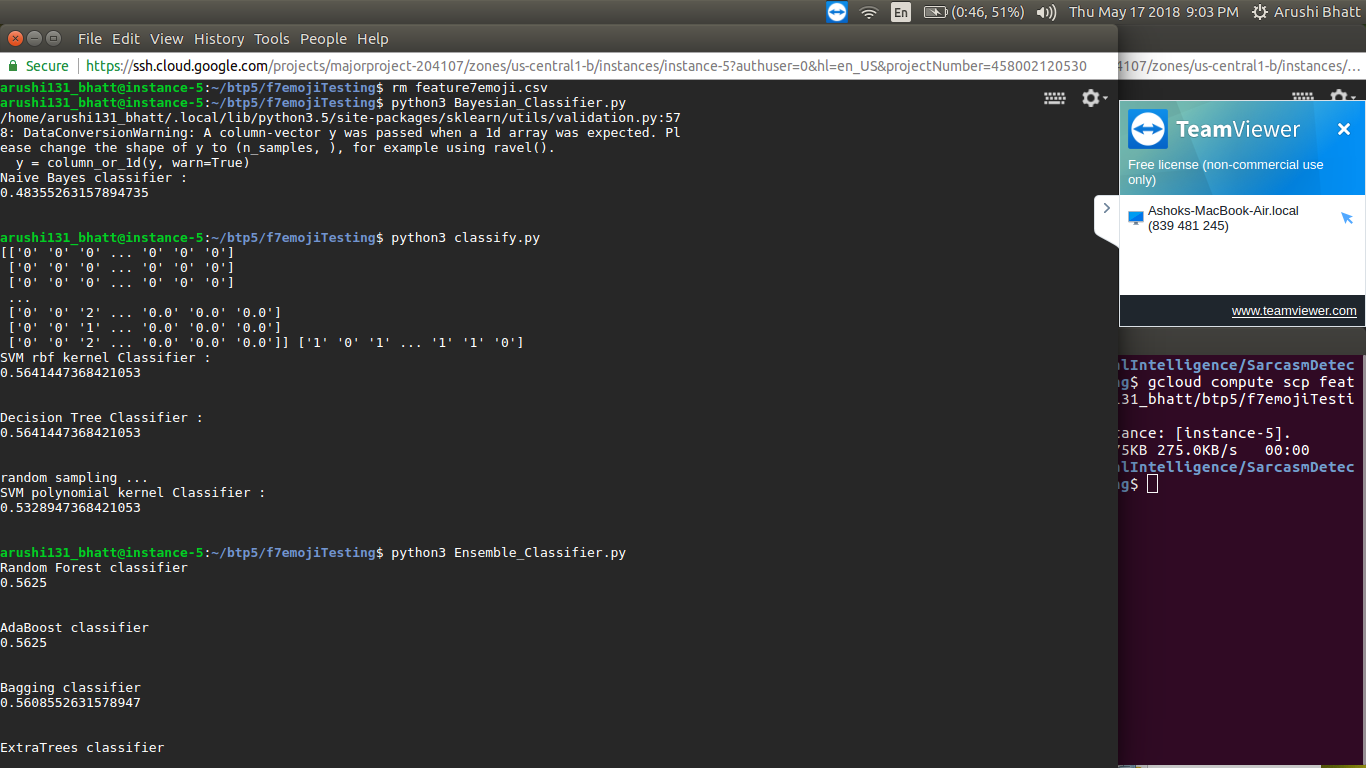 En (0:46, 51%) Thu May 17 2018 9:03 PM Arushi Bhatt
File Edit View History Tools People Help
Secure https://ssh.cloud.google.com/projects/majorproject-204107/zones/us-central1-b/instances/instance-5?authuser=0&hl=en_US&projectNumber=458002120530
4107/zones/us-central1-b/instances/...
arushi131_bhatt@instance-5:~/btp5/f7emojiTesting$ rm feature7emoji.csv
arushi131_bhatt@instance-5:~/btp5/f7emojiTesting$ python3 Bayesian_Classifier.py
/home/arushi131_bhatt/.local/lib/python3.5/site-packages/sklearn/utils/validation.py:57
8: DataConversionWarning: A column-vector y was passed when a 1d array was expected. Pl
ease change the shape of y to (n_samples, ), for example using ravel().
y = column_or_1d(y, warn=True)
Naive Bayes classifier :
0.48355263157894735
arushi131_bhatt@instance-5:~/btp5/f7emojiTesting$ python3 classify.py
[['0' '0' '0' ... '0' '0' '0']
['0' '0' '0' ... '0' '0' '0']
['0' '0' '0' ... '0' '0' '0']
...
['0' '0' '2' ... '0.0' '0.0' '0.0']
['0' '0' '1' ... '0.0' '0.0' '0.0']
['0' '0' '2' ... '0.0' '0.0' '0.0']] ['1' '0' '1' ... '1' '1' '0']
SVM rbf kernel Classifier :
0.5641447368421053
Decision Tree Classifier :
0.5641447368421053
random sampling ...
SVM polynomial kernel Classifier :
0.5328947368421053
arushi131_bhatt@instance-5:~/btp5/f7emojiTesting$ python3 Ensemble_Classifier.py
Random Forest classifier
0.5625
AdaBoost classifier
0.5625
Bagging classifier
0.5608552631578947
ExtraTrees classifier
TeamViewer
Free license (non-commercial use
only)
Ashoks-MacBook-Air.local
(839 481 245)
www.teamviewer.com
alIntelligence/SarcasmDetec
ng$ gcloud compute scp feat
131_bhatt/btp5/f7emojiTesti
tance: [instance-5].
75KB 275.0KB/s 00:00
alIntelligence/SarcasmDetec
ng$